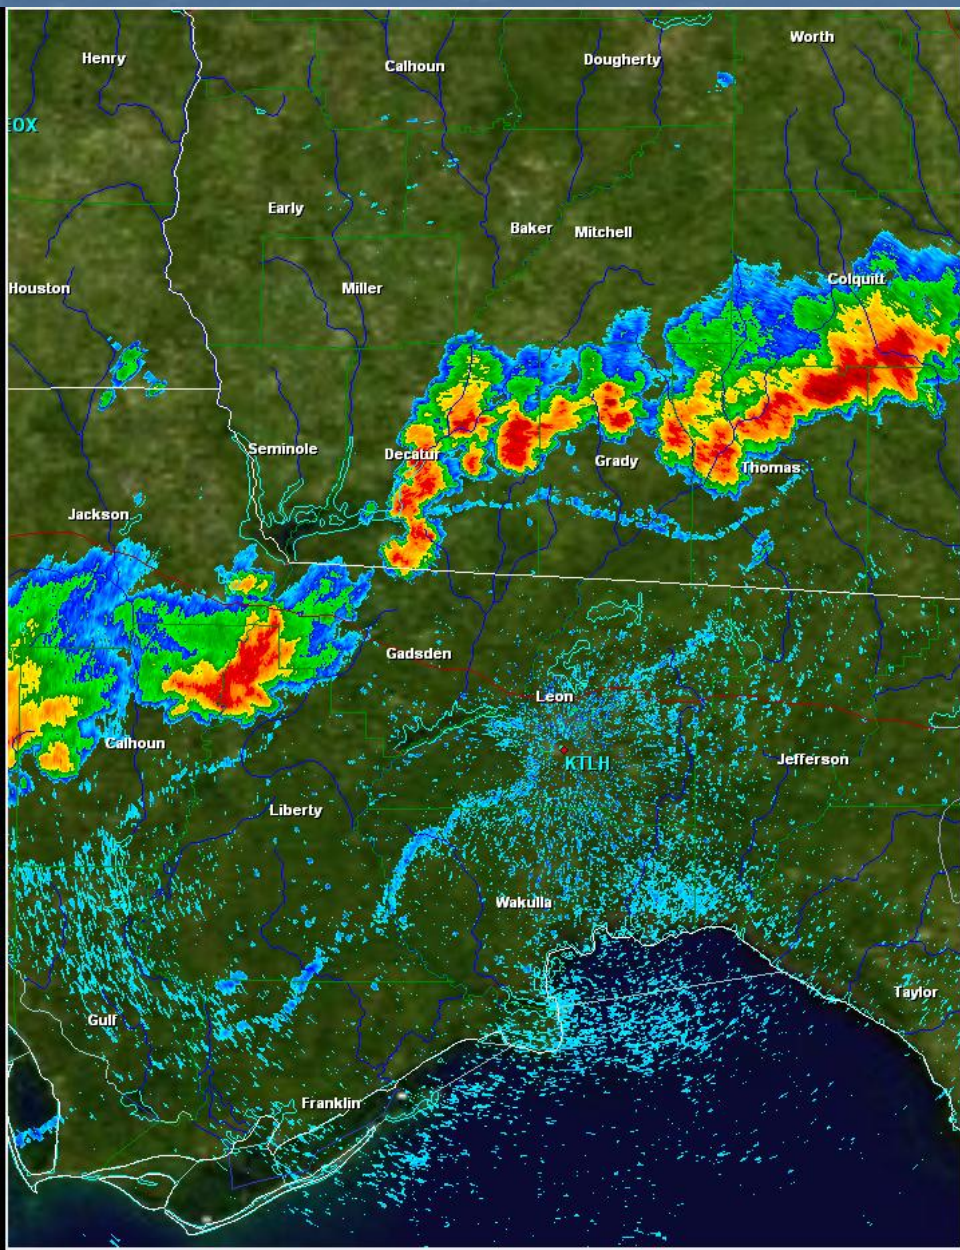 Worth
Henry
Calhoun
Dougherty
EOX
Early
Baker
Mitchell
Houston
Miller
Colquitt
Seminole
Decatur
Grady
Thomas
Jackson
Gadsden
Leon
Calhoun
KTLH
Jefferson
Liberty
Wakulla
Taylor
Gulf
Franklin